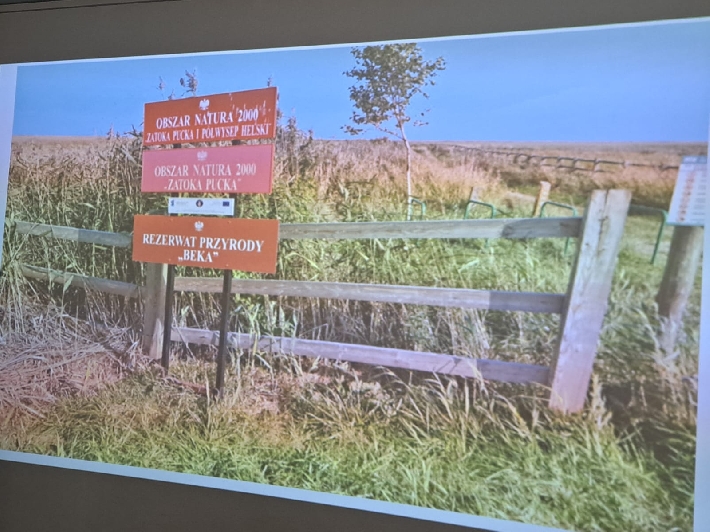 OBSZAR NATURA 2000
„ZATOKA PUCKA I PÓŁWYSEP HELSKI"
OBSZAR NATURA 2000
„ZATOKA PUCKA"
REZERWAT PRZYRODY
„BEKA"